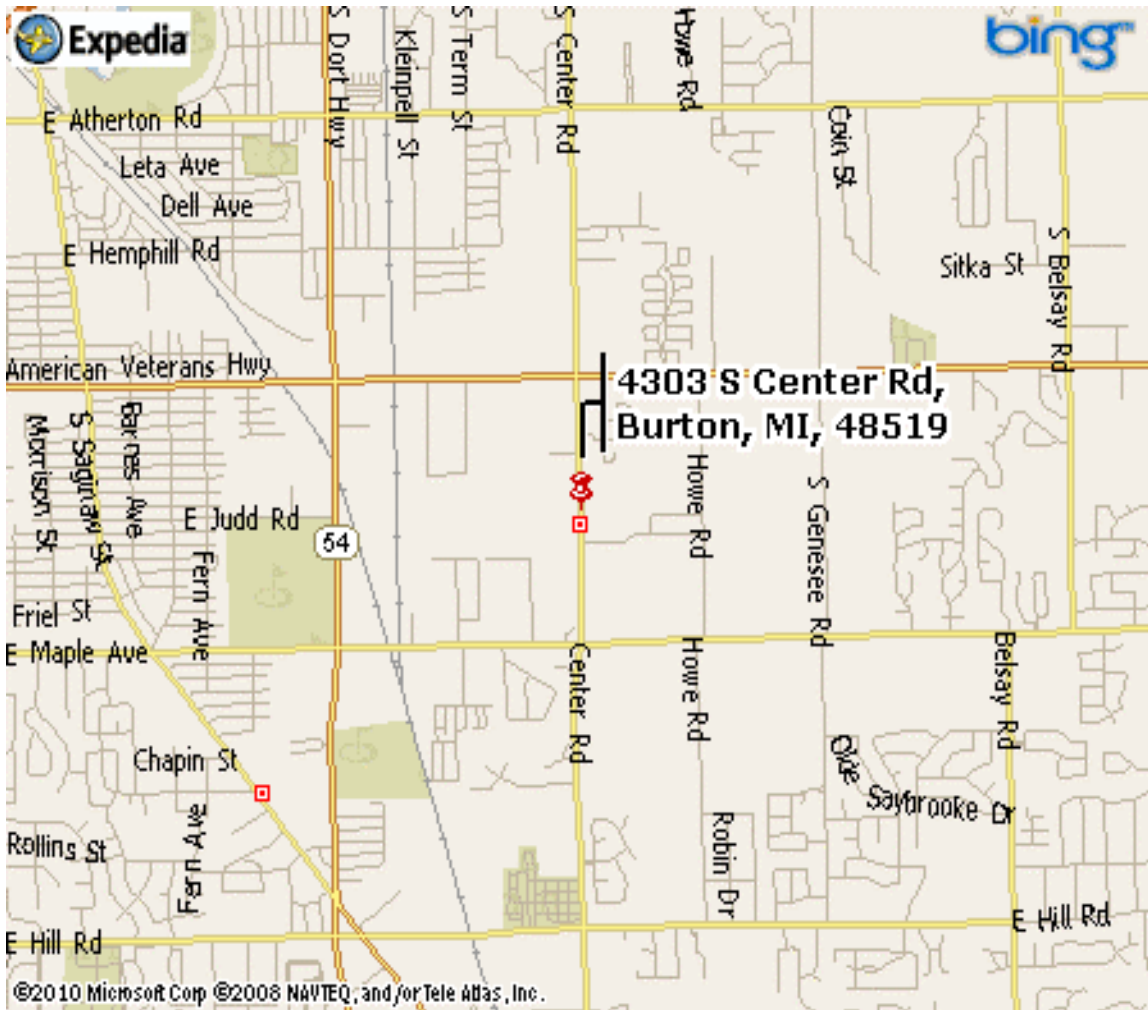 Expedia
bing™
S Dort Hwy
Kleinpell St
S Term St
S Center Rd
Howe Rd
E Atherton Rd
Coin St
Leta Ave
Dell Ave
E Hemphill Rd
S Belsay Rd
Sitka St
American Veterans Hwy
4303 S Center Rd,
Burton, MI, 48519
Morrison St
S Saginaw St
Barnes Ave
Howe Rd
S Genesee Rd
E Judd Rd
54
Fern Ave
Friel St
E Maple Ave
Center Rd
Howe Rd
Belsay Rd
Chapin St
Clyde
Saybrooke Dr
Rollins St
Fern Ave
Robin Dr
E Hill Rd
E Hill Rd
©2010 Microsoft Corp ©2008 NAVTEQ, and/or Tele Atlas, Inc.